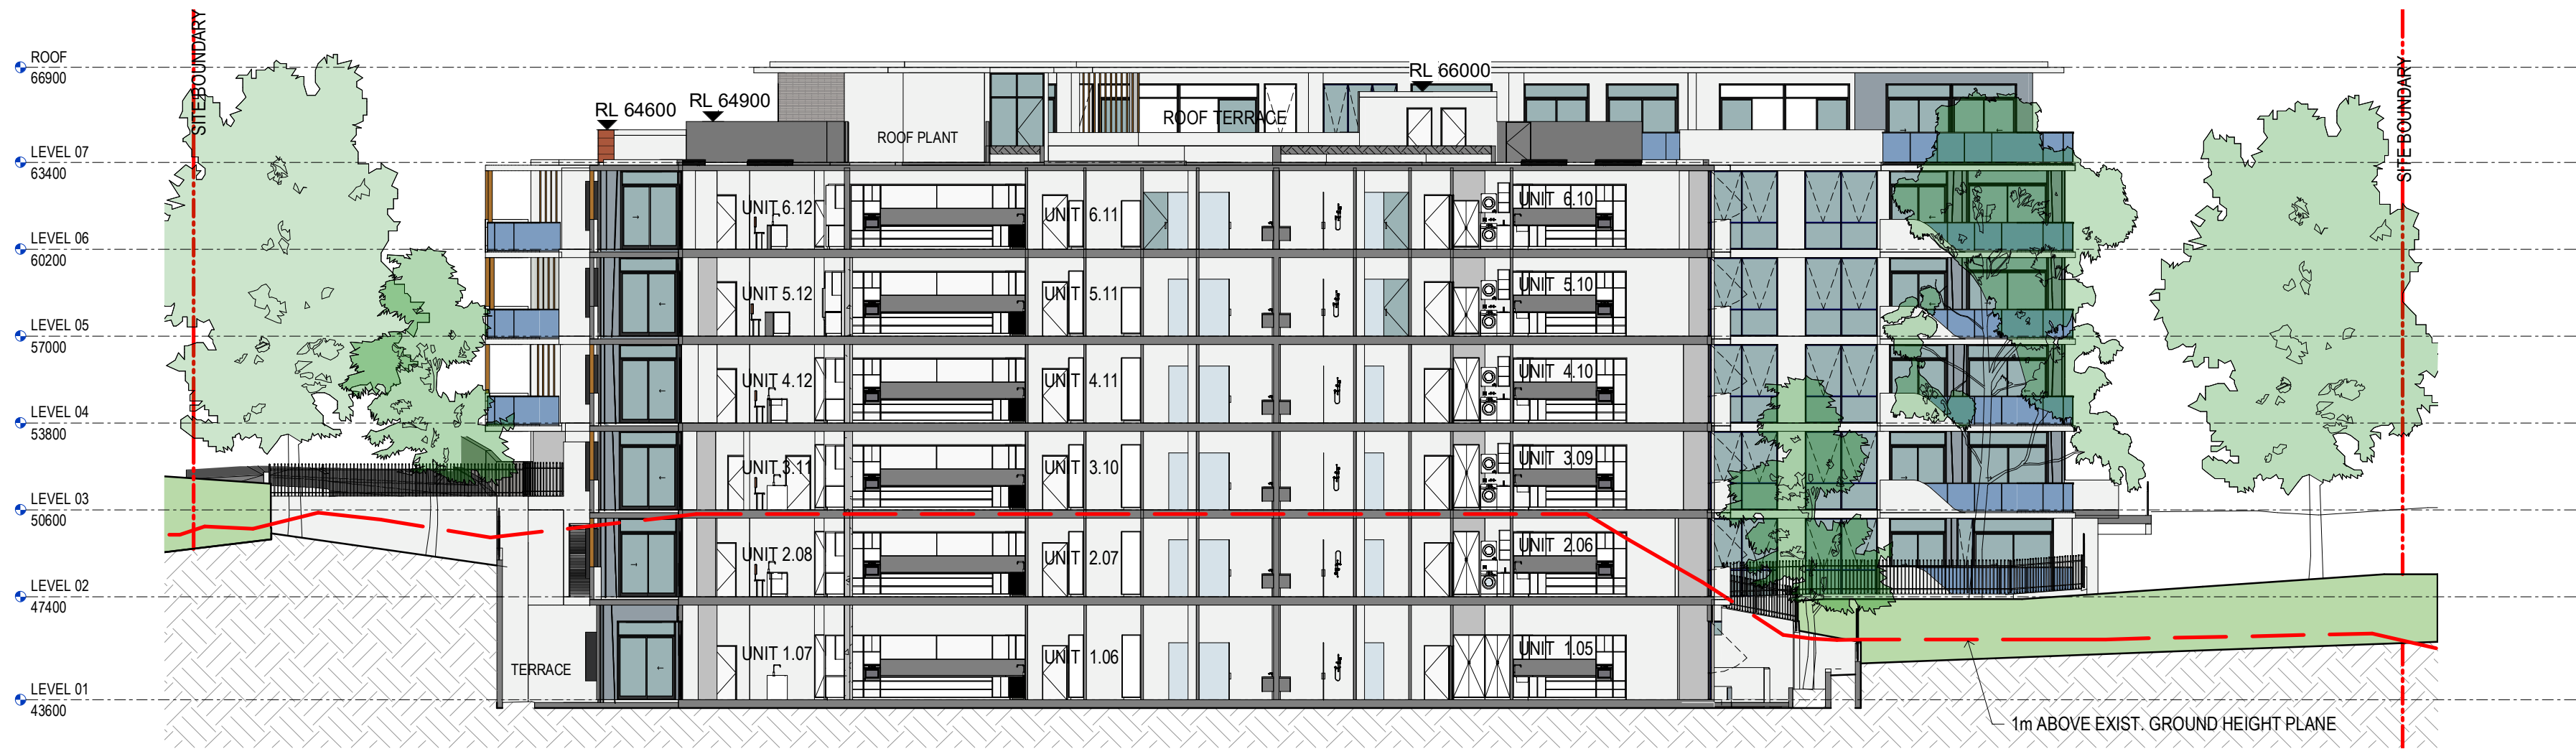 SITE BOUNDARY
SITE BOUNDARY
ROOF
66900
RL 66000
RL 64600
RL 64900
ROOF TERRACE
ROOF PLANT
LEVEL 07
63400
UNIT 6.12
UNIT 6.11
UNIT 6.10
LEVEL 06
60200
UNIT 5.12
UNIT 5.11
UNIT 5.10
LEVEL 05
57000
UNIT 4.12
UNIT 4.11
UNIT 4.10
LEVEL 04
53800
UNIT 3.11
UNIT 3.10
UNIT 3.09
LEVEL 03
50600
UNIT 2.08
UNIT 2.07
UNIT 2.06
LEVEL 02
47400
UNIT 1.07
UNIT 1.06
UNIT 1.05
TERRACE
LEVEL 01
43600
1m ABOVE EXIST. GROUND HEIGHT PLANE